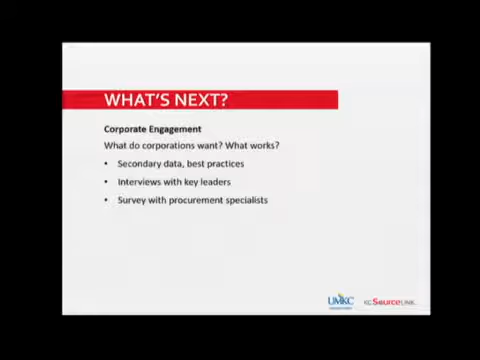 WHAT'S NEXT?
Corporate Engagement
What do corporations want? What works?
• Secondary data, best practices
• Interviews with key leaders
• Survey with procurement specialists
UMKC
KC SOURCELINK